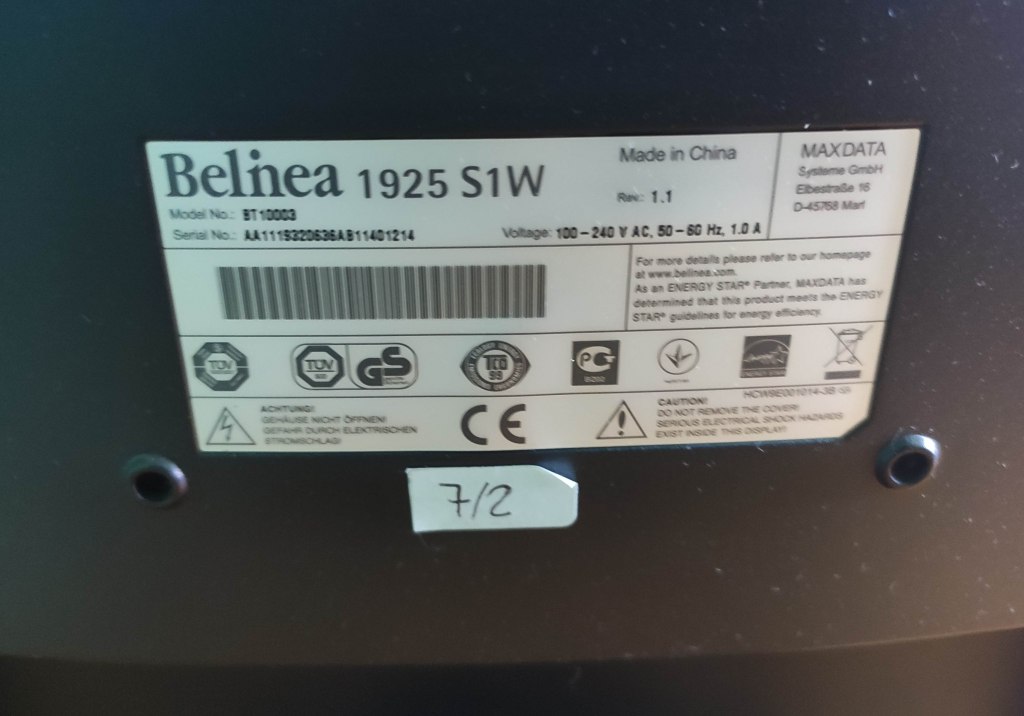 Belinea 1925 S1W
Made in China
MAXDATA
Systeme GmbH
Elbestraße 16
D-45768 Marl
Rev.: 1.1
Model No.: BT10003
Serial No.: AA1119320636AB11401214
Voltage: 100-240 V AC, 50-60 Hz, 1.0 A
For more details please refer to our homepage
at www.belinea.com.
As an ENERGY STAR® Partner, MAXDATA has
determined that this product meets the ENERGY
STAR® guidelines for energy efficiency.
TÜV
TÜV
GS
TCO
99
PG
CE
ACHTUNG!
GEHÄUSE NICHT ÖFFNEN!
GEFAHR DURCH ELEKTRISCHEN
STROMSCHLAG!
CAUTION!
DO NOT REMOVE THE COVER!
SERIOUS ELECTRICAL SHOCK HAZARDS
EXIST INSIDE THIS DISPLAY!
7/2